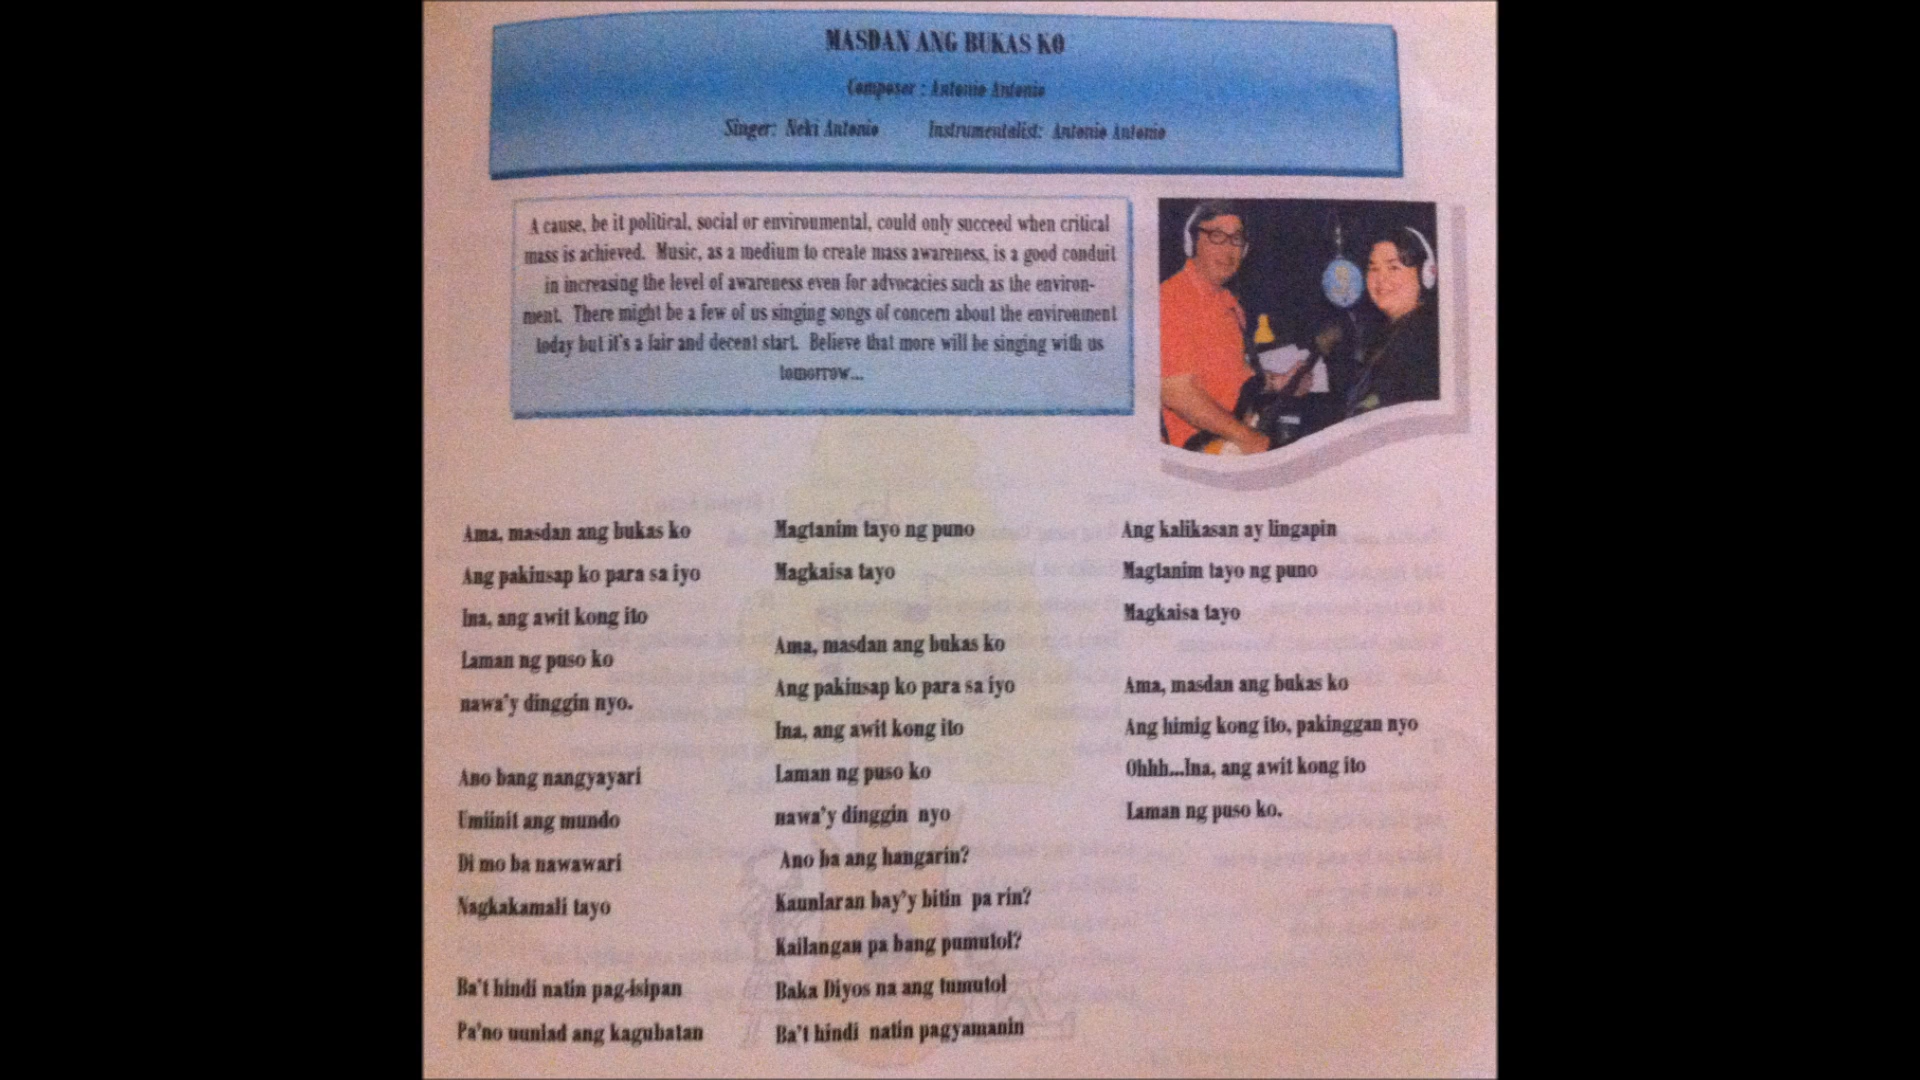 MASDAN ANG BUKAS KO
Composer : Antonio Antonio
Singer: Neki Antonio Instrumentalist: Antonio Antonio
A cause, be it political, social or environmental, could only succeed when critical
mass is achieved. Music, as a medium to create mass awareness, is a good conduit
in increasing the level of awareness even for advocacies such as the environ-
ment. There might be a few of us singing songs of concern about the environment
today but it's a fair and decent start. Believe that more will be singing with us
tomorrow...
Ama, masdan ang bukas ko
Ang pakiusap ko para sa iyo
Ina, ang awit kong ito
Laman ng puso ko
nawa'y dinggin nyo.
Ano bang nangyayari
Umiinit ang mundo
Di mo ba nawawari
Nagkakamali tayo
Ba't hindi natin pag-isipan
Pa'no uunlad ang kagubatan
Magtanim tayo ng puno
Magkaisa tayo
Ama, masdan ang bukas ko
Ang pakiusap ko para sa iyo
Ina, ang awit kong ito
Laman ng puso ko
nawa'y dinggin nyo
Ano ba ang hangarin?
Kaunlaran bay'y bitin pa rin?
Kailangan pa bang pumutol?
Baka Diyos na ang tumutol
Ba't hindi natin pagyamanin
Ang kalikasan ay lingapin
Magtanim tayo ng puno
Magkaisa tayo
Ama, masdan ang bukas ko
Ang himig kong ito, pakinggan nyo
Ohhh...Ina, ang awit kong ito
Laman ng puso ko.